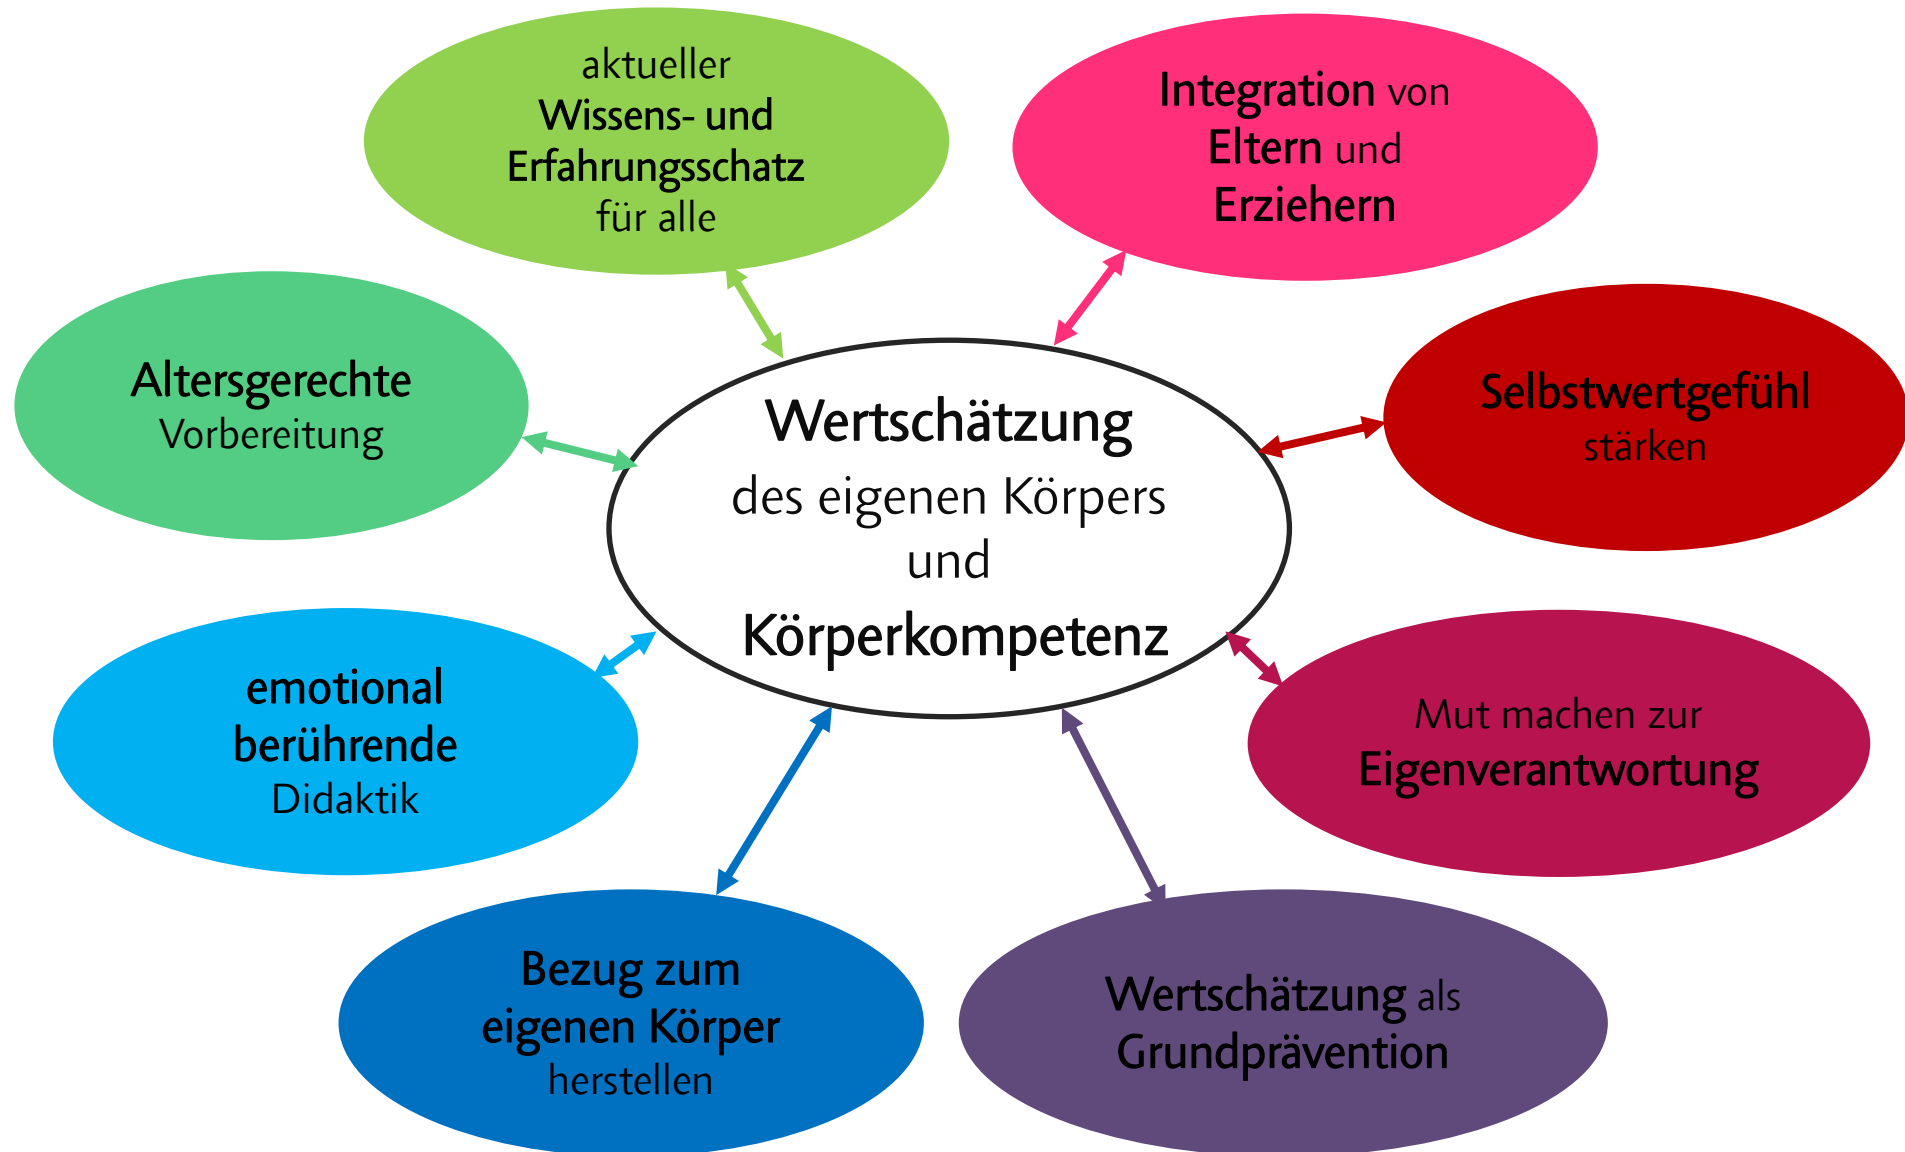 aktueller
Wissens- und
Erfahrungsschatz
für alle
Integration von
Eltern und
Erziehern
Altersgerechte
Vorbereitung
Wertschätzung
des eigenen Körpers
und
Körperkompetenz
Selbstwertgefühl
stärken
emotional
berührende
Didaktik
Mut machen zur
Eigenverantwortung
Bezug zum
eigenen Körper
herstellen
Wertschätzung als
Grundprävention